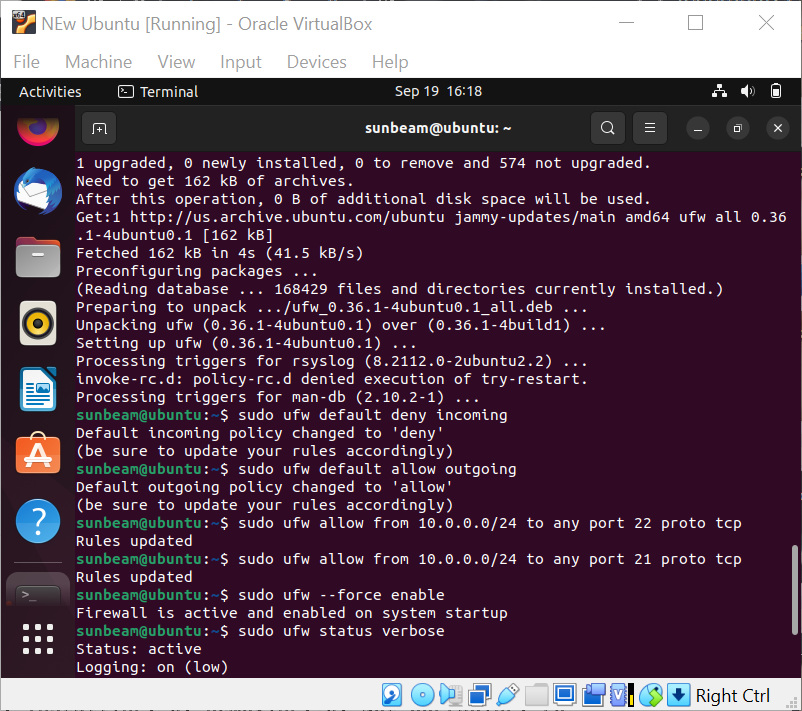 NEw Ubuntu [Running] - Oracle VirtualBox
File Machine View Input Devices Help
Activities Terminal Sep 19 16:18
sunbeam@ubuntu: ~
1 upgraded, 0 newly installed, 0 to remove and 574 not upgraded.
Need to get 162 kB of archives.
After this operation, 0 B of additional disk space will be used.
Get:1 http://us.archive.ubuntu.com/ubuntu jammy-updates/main amd64 ufw all 0.36
.1-4ubuntu0.1 [162 kB]
Fetched 162 kB in 4s (41.5 kB/s)
Preconfiguring packages ...
(Reading database ... 168429 files and directories currently installed.)
Preparing to unpack .../ufw_0.36.1-4ubuntu0.1_all.deb ...
Unpacking ufw (0.36.1-4ubuntu0.1) over (0.36.1-4build1) ...
Setting up ufw (0.36.1-4ubuntu0.1) ...
Processing triggers for rsyslog (8.2112.0-2ubuntu2.2) ...
invoke-rc.d: policy-rc.d denied execution of try-restart.
Processing triggers for man-db (2.10.2-1) ...
sunbeam@ubuntu:~$ sudo ufw default deny incoming
Default incoming policy changed to 'deny'
(be sure to update your rules accordingly)
sunbeam@ubuntu:~$ sudo ufw default allow outgoing
Default outgoing policy changed to 'allow'
(be sure to update your rules accordingly)
sunbeam@ubuntu:~$ sudo ufw allow from 10.0.0.0/24 to any port 22 proto tcp
Rules updated
sunbeam@ubuntu:~$ sudo ufw allow from 10.0.0.0/24 to any port 21 proto tcp
Rules updated
sunbeam@ubuntu:~$ sudo ufw --force enable
Firewall is active and enabled on system startup
sunbeam@ubuntu:~$ sudo ufw status verbose
Status: active
Logging: on (low)
Right Ctrl